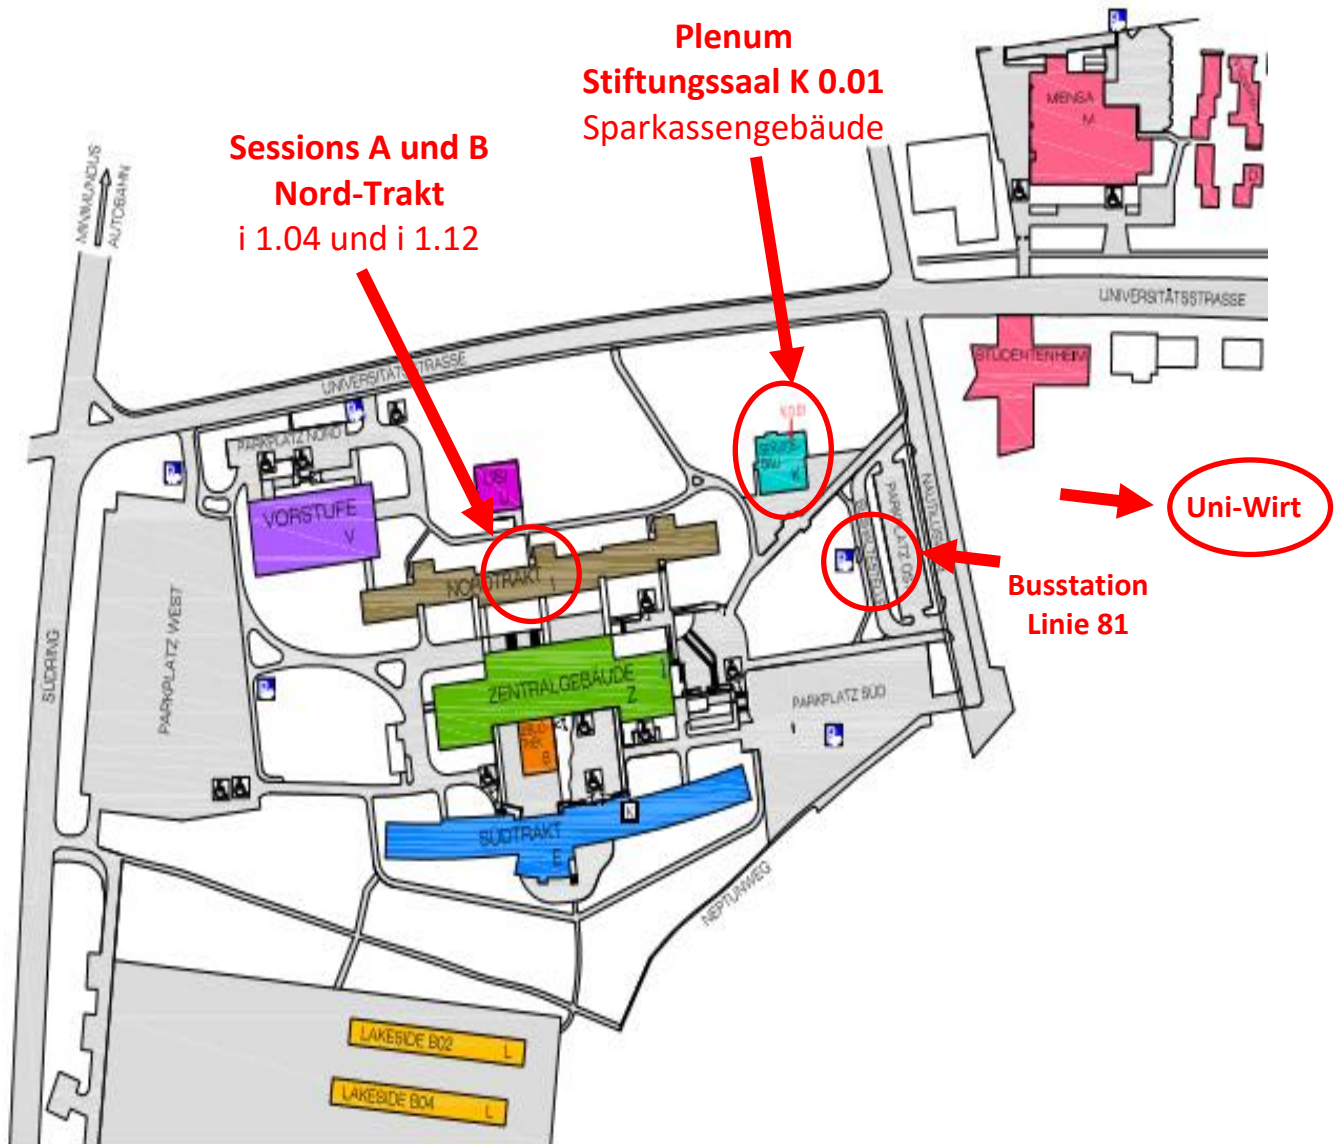 Plenum
Stiftungssaal K 0.01
Sparkassengebäude
Sessions A und B
Nord-Trakt
i 1.04 und i 1.12
MINIMUNDUS
AUTOBAHN
MENSA
M
UNIVERSITÄTSSTRASSE
STUDENTENHEIM
UNIVERSITÄTSSTRASSE
PARKPLATZ NORD
K 0.01
K
U
VORSTUFE
V
NORDTRAKT
I
PARKPLATZ OST
Uni-Wirt
Busstation
Linie 81
SÜDRING
PARKPLATZ WEST
ZENTRALGEBÄUDE
Z
B
PARKPLATZ SÜD
K
SÜDTRAKT
E
NEPTUNWEG
LAKESIDE B02
L
LAKESIDE B04
L